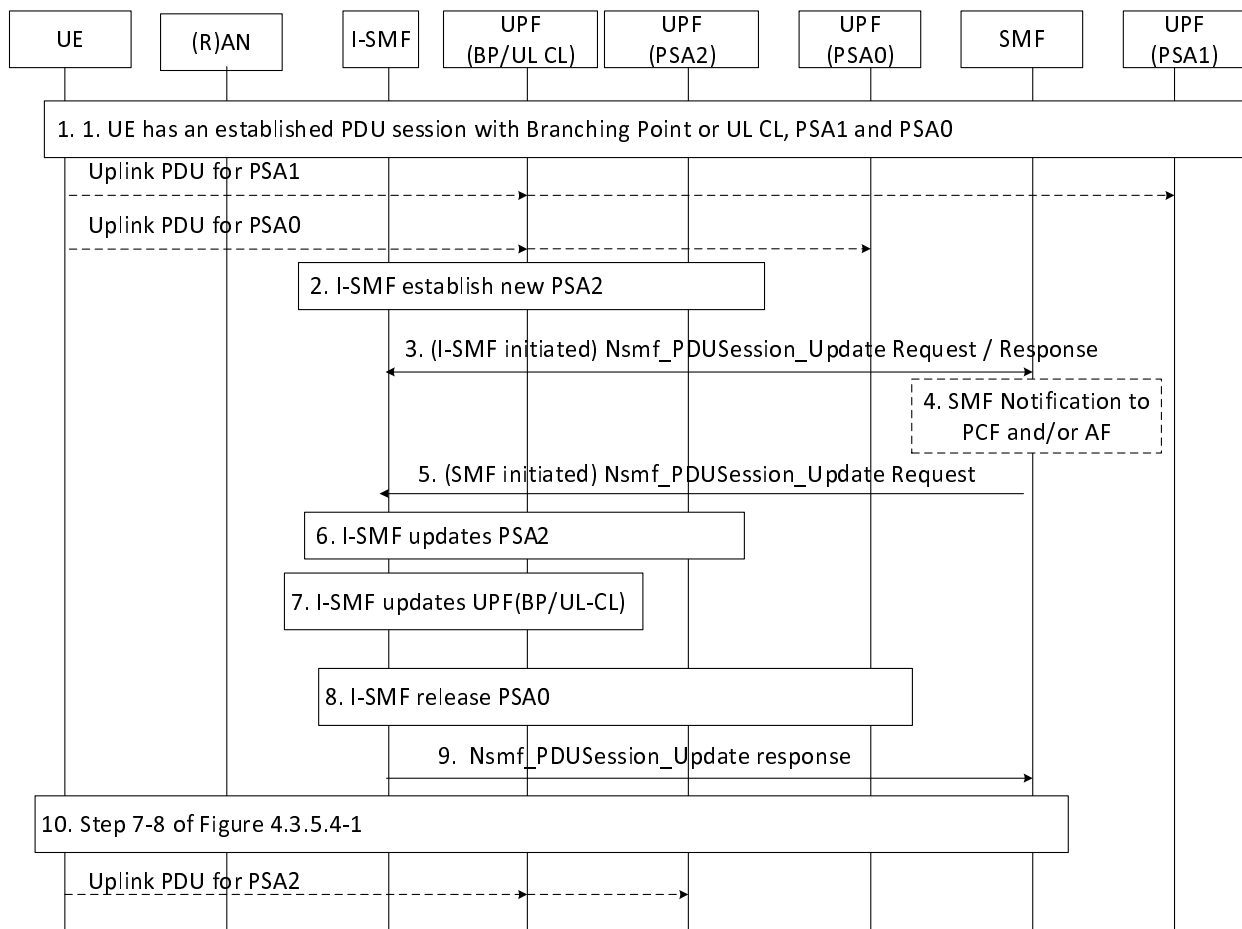 UE
(R)AN
I-SMF
UPF
(BP/UL CL)
UPF
(PSA2)
UPF
(PSA0)
SMF
UPF
(PSA1)
1. 1. UE has an established PDU session with Branching Point or UL CL, PSA1 and PSA0
Uplink PDU for PSA1
Uplink PDU for PSA0
2. I-SMF establish new PSA2
3. (I-SMF initiated) Nsmf_PDUSession_Update Request / Response
4. SMF Notification to
PCF and/or AF
5. (SMF initiated) Nsmf_PDUSession_Update Request
6. I-SMF updates PSA2
7. I-SMF updates UPF(BP/UL-CL)
8. I-SMF release PSA0
9. Nsmf_PDUSession_Update response
10. Step 7-8 of Figure 4.3.5.4-1
Uplink PDU for PSA2